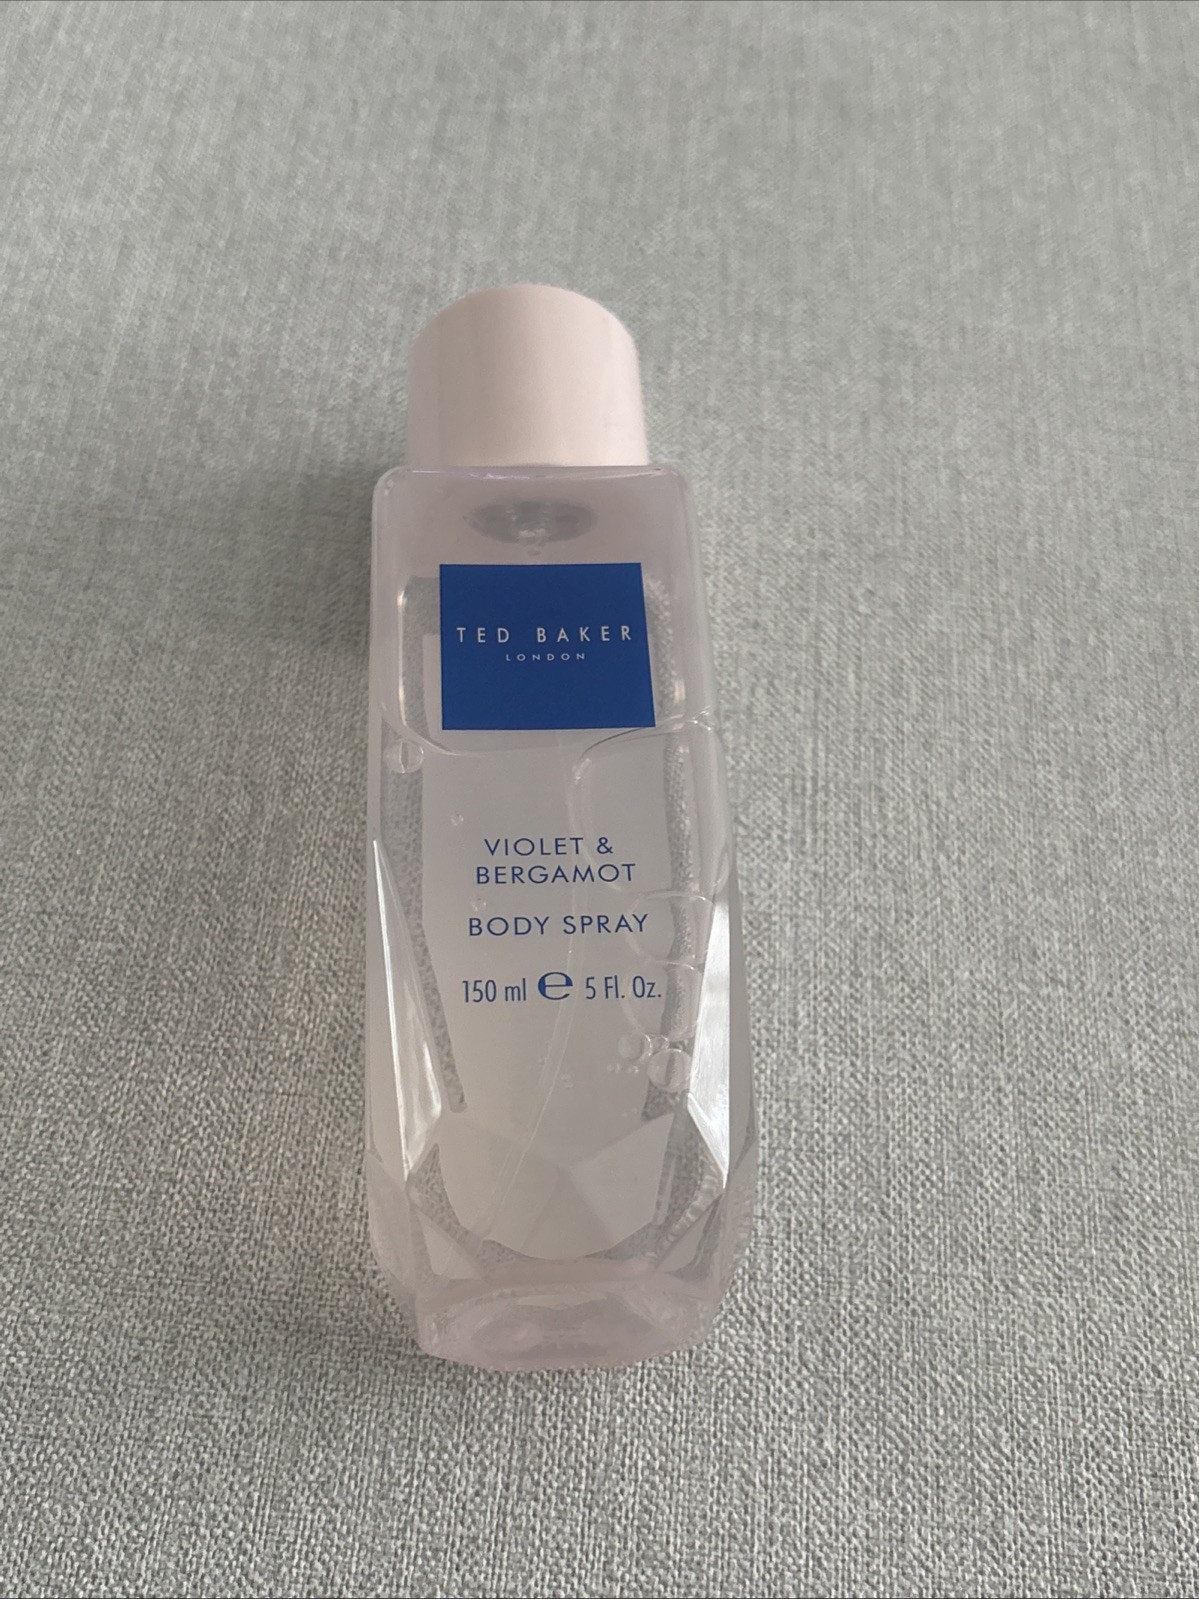 TED BAKER
LONDON
VIOLET &
BERGAMOT
BODY SPRAY
150 ml ℮ 5 Fl. Oz.